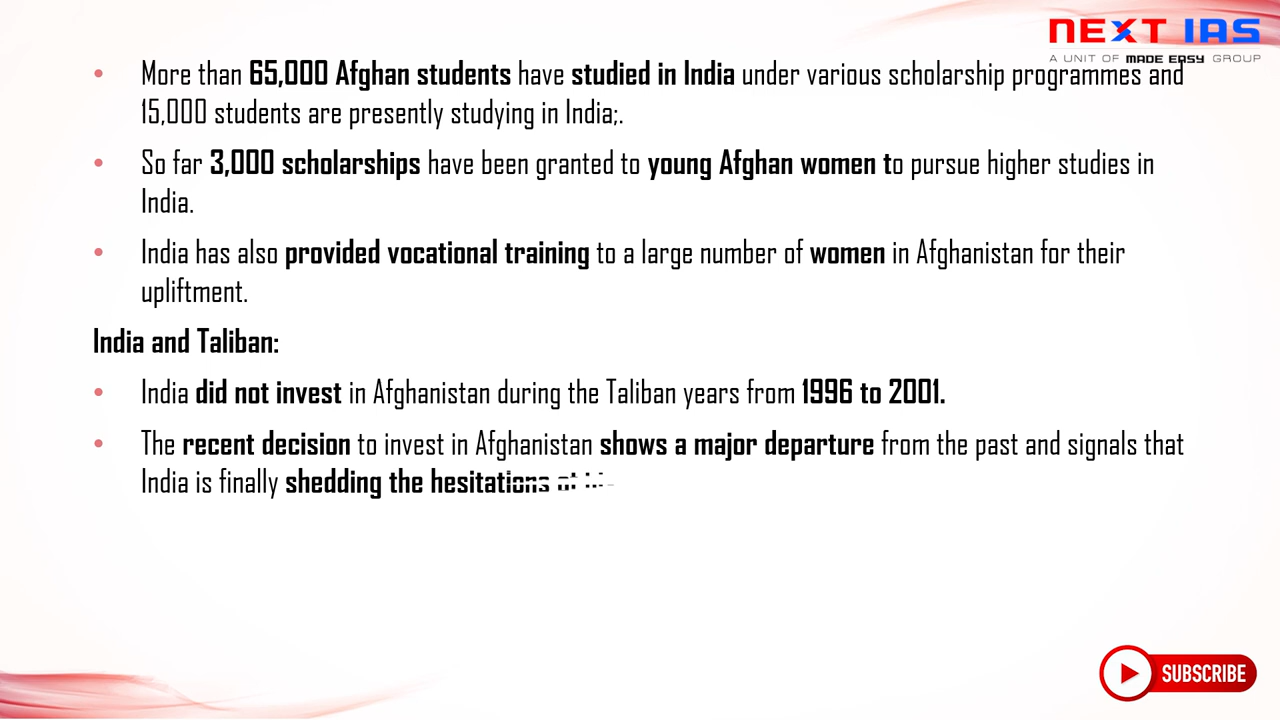 NEXT IAS
A UNIT OF MADE EASY GROUP
• More than 65,000 Afghan students have studied in India under various scholarship programmes and
15,000 students are presently studying in India;.
• So far 3,000 scholarships have been granted to young Afghan women to pursue higher studies in
India.
• India has also provided vocational training to a large number of women in Afghanistan for their
upliftment.
India and Taliban:
• India did not invest in Afghanistan during the Taliban years from 1996 to 2001.
• The recent decision to invest in Afghanistan shows a major departure from the past and signals that
India is finally shedding the hesitations
SUBSCRIBE